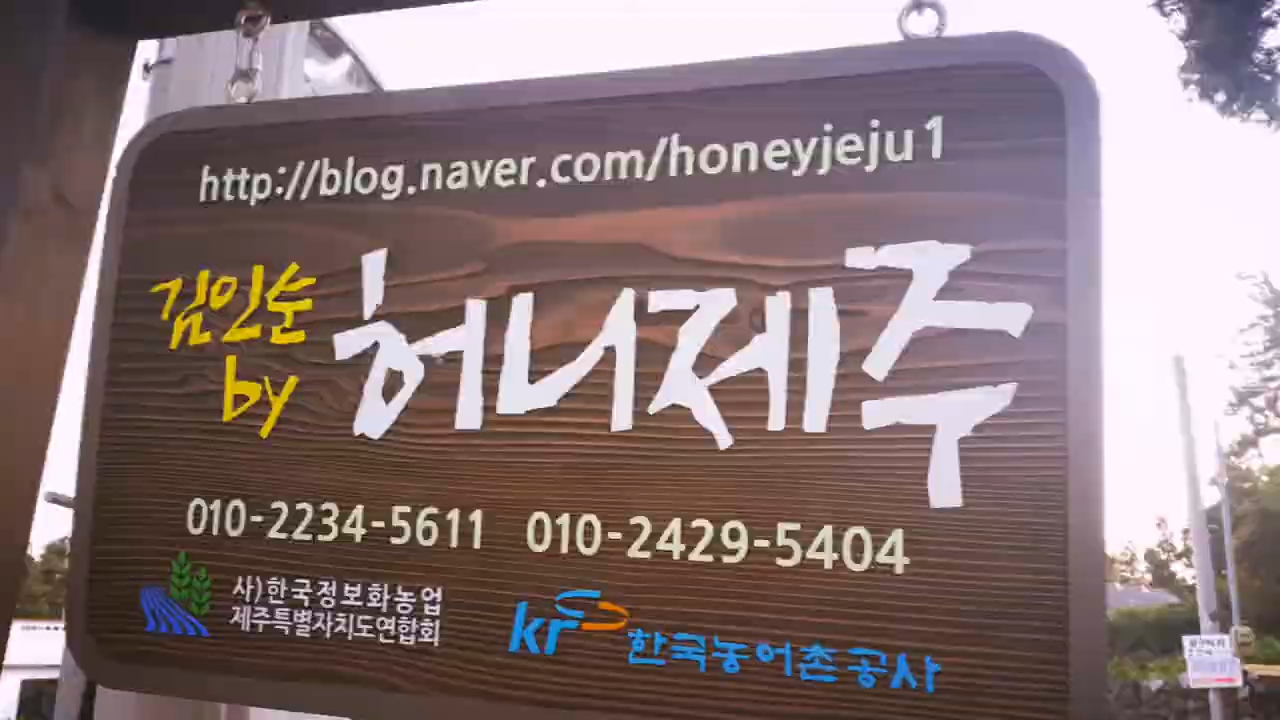 http://blog.naver.com/honeyjeju1
김인순
by
허니제주
010-2234-5611 010-2429-5404
사)한국정보화농업
제주특별자치도연합회
kr 한국농어촌공사